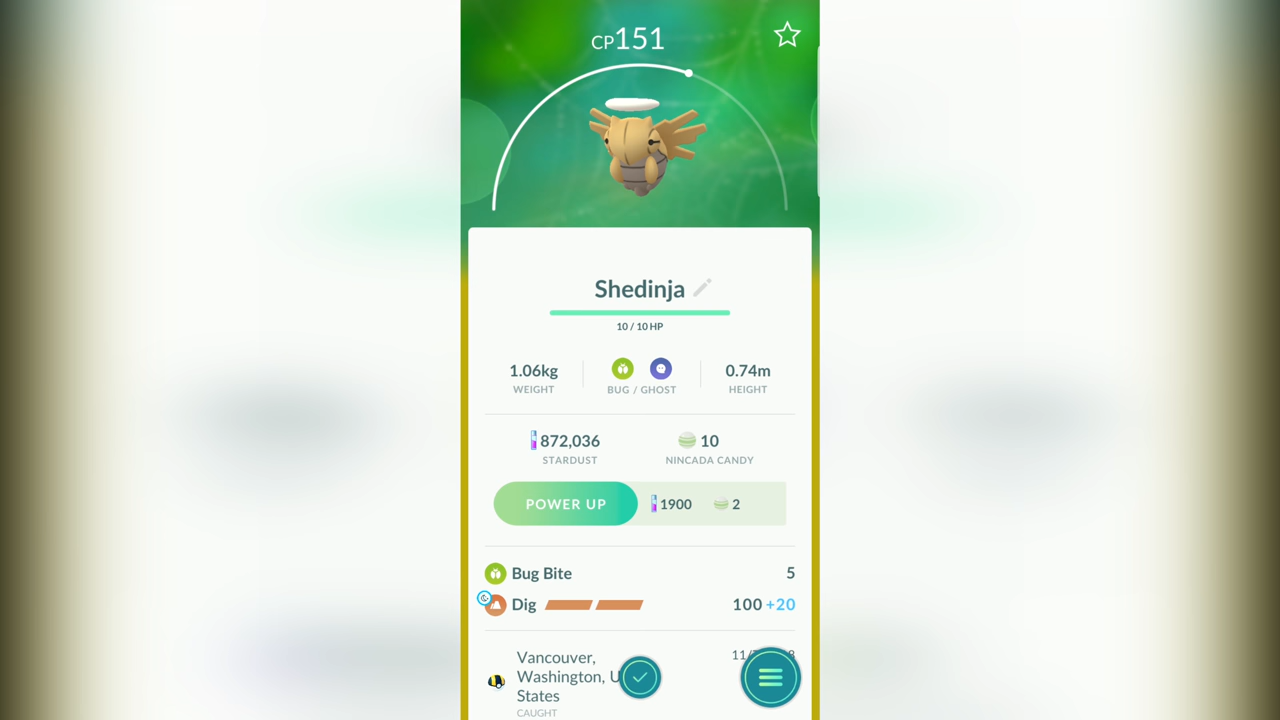 CP151
Shedinja
10 / 10 HP
1.06kg
WEIGHT
BUG / GHOST
0.74m
HEIGHT
872,036
STARDUST
10
NINCADA CANDY
POWER UP
1900
2
Bug Bite
5
Dig
100 +20
Vancouver,
Washington, U
States
11/
CAUGHT